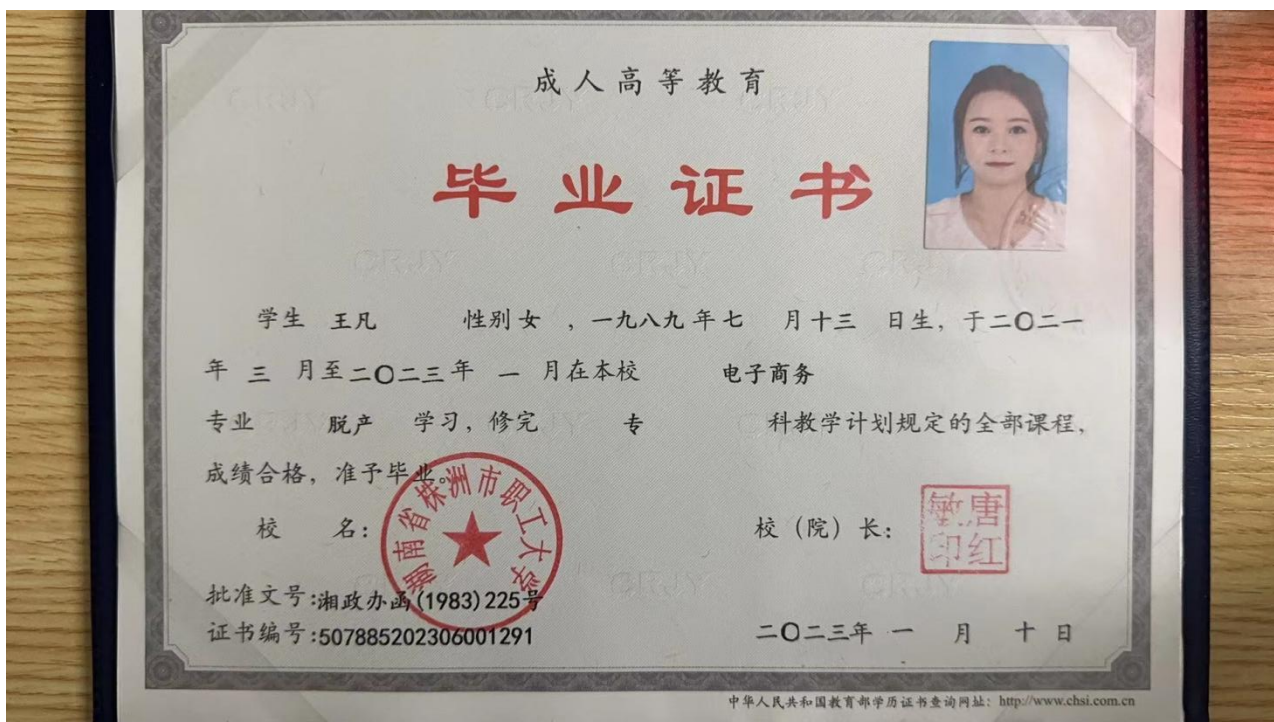 成人高等教育
毕业证书
学生 王凡 性别女 ，一九八九年七 月十三 日生，于二〇二一
年 三 月至二〇二三年 一 月在本校 电子商务
专业 脱产 学习，修完 专 科教学计划规定的全部课程，
成绩合格，准予毕业。
校 名：
湖南省株洲市职工大学
校（院）长：
唐红敏印
批准文号:湘政办函(1983)225号
证书编号:507885202306001291
二〇二三年 一 月 十 日
中华人民共和国教育部学历证书查询网址：http://www.chsi.com.cn